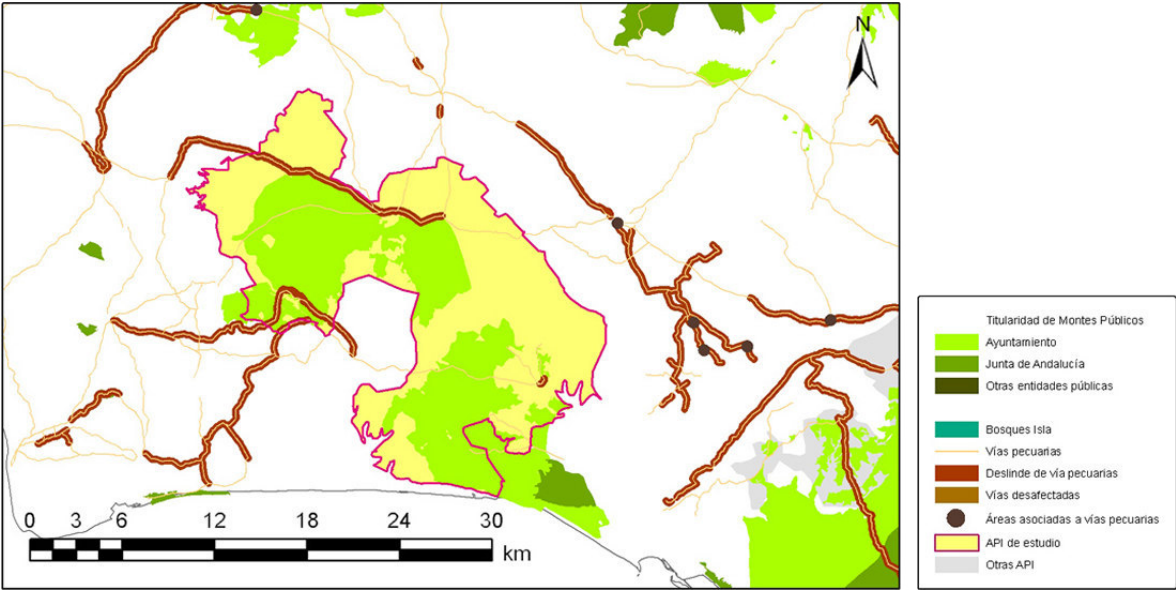 N
0 3 6 12 18 24 30
km
Titularidad de Montes Públicos
Ayuntamiento
Junta de Andalucía
Otras entidades públicas
Bosques Isla
Vías pecuarias
Deslinde de vía pecuarias
Vías desafectadas
Áreas asociadas a vías pecuarias
API de estudio
Otras API